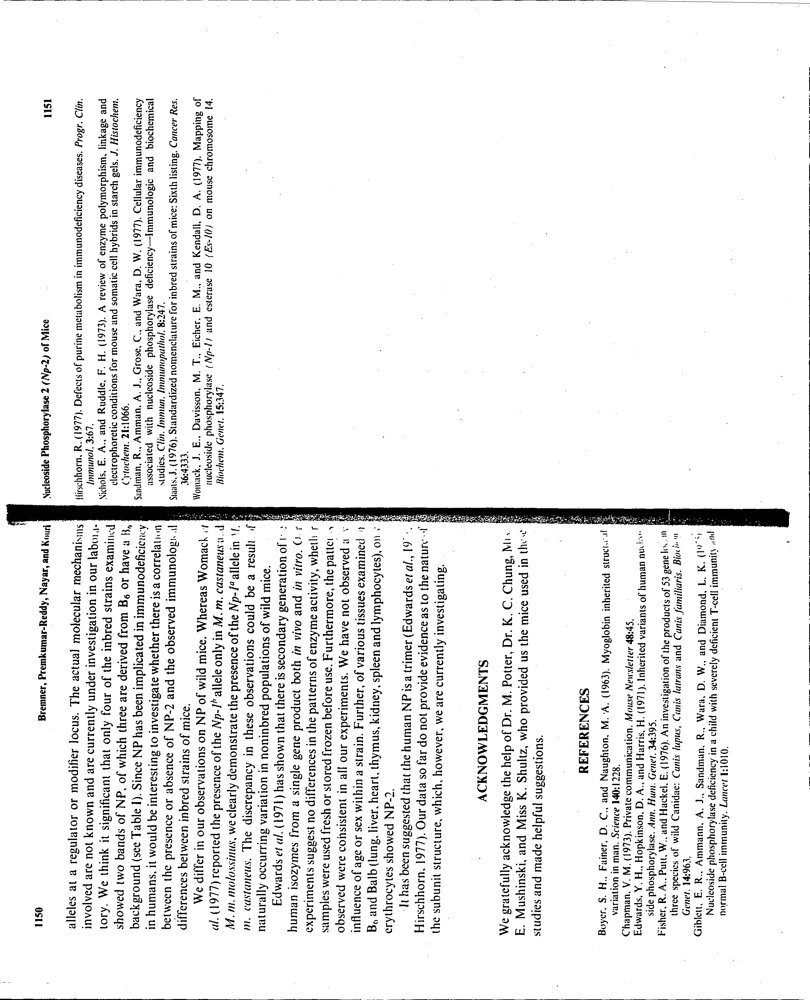 1150
Bremner, Premkumar-Reddy, Nayar, and Kouri
alleles at a regulator or modifier locus. The actual molecular mechanisms
involved are not known and are currently under investigation in our labora-
tory. We think it significant that only four of the inbred strains examined
showed two bands of NP, of which three are derived from B6 or have a B6
background (see Table I). Since NP has been implicated in immunodeficiency
in humans, it would be interesting to investigate whether there is a correlation
between the presence or absence of NP-2 and the observed immunological
differences between inbred strains of mice.
We differ in our observations on NP of wild mice. Whereas Womack et
al. (1977) reported the presence of the Np-1b allele only in M. m. castaneus and
M. m. molossinus, we clearly demonstrate the presence of the Np-1a allele in M.
m. castaneus. The discrepancy in these observations could be a result of
naturally occurring variation in noninbred populations of wild mice.
Edwards et al. (1971) has shown that there is secondary generation of
human isozymes from a single gene product both in vivo and in vitro. Our
experiments suggest no differences in the patterns of enzyme activity, whether
samples were used fresh or stored frozen before use. Furthermore, the patterns
observed were consistent in all our experiments. We have not observed any
influence of age or sex within a strain. Further, of various tissues examined in
B6 and Balb (lung, liver, heart, thymus, kidney, spleen and lymphocytes), only
erythrocytes showed NP-2.
It has been suggested that the human NP is a trimer (Edwards et al., 19
Hirschhorn, 1977). Our data so far do not provide evidence as to the nature of
the subunit structure, which, however, we are currently investigating.
ACKNOWLEDGMENTS
We gratefully acknowledge the help of Dr. M. Potter, Dr. K. C. Chung, Mrs.
E. Mushinski, and Miss K. Shultz, who provided us the mice used in these
studies and made helpful suggestions.
REFERENCES
Boyer, S. H., Fainer, D. C., and Naughton, M. A. (1963). Myoglobin inherited structural
variation in man. Science 140:1228.
Chapman, V. M. (1973). Private communication. Mouse Newsletter 48:45.
Edwards, Y. H., Hopkinson, D. A., and Harris, H. (1971). Inherited variants of human nucleo-
side phosphorylase. Ann. Hum. Genet. 34:395.
Fisher, R. A., Putt, W., and Hackel, E. (1976). An investigation of the products of 53 gene loci in
three species of wild Canidae: Canis lupus, Canis latrans and Canis familiaris. Biochem
Genet. 14:963.
Giblett, E. R., Ammann, A. J., Sandman, R., Wara, D. W., and Diamond, L. K.
Nucleoside phosphorylase deficiency in a child with severely deficient T-cell immunity and
normal B-cell immunity. Lancet 1:1010.
Nucleoside Phosphorylase 2 (Np-2) of Mice
1151
Hirschhorn, R. (1977). Defects of purine metabolism in immunodeficiency diseases. Progr. Clin.
Immunol. 3:67.
Nichols, E. A., and Ruddle, F. H. (1973). A review of enzyme polymorphism, linkage and
electrophoretic conditions for mouse and somatic cell hybrids in starch gels. J. Histochem.
Cytochem. 21:1066.
Sandman, R., Amman, A. J., Grose, C., and Wara, D. W. (1977). Cellular immunodeficiency
associated with nucleoside phosphorylase deficiency—Immunologic and biochemical
studies. Clin. Immun. Immunopathol. 8:247.
Staats, J. (1976). Standardized nomenclature for inbred strains of mice: Sixth listing. Cancer Res.
36:4333.
Womack, J. E., Davisson, M. T., Eicher, E. M., and Kendall, D. A. (1977). Mapping of
nucleoside phosphorylase (Np-1) and esterase 10 (Es-10) on mouse chromosome 14.
Biochem. Genet. 15:347.